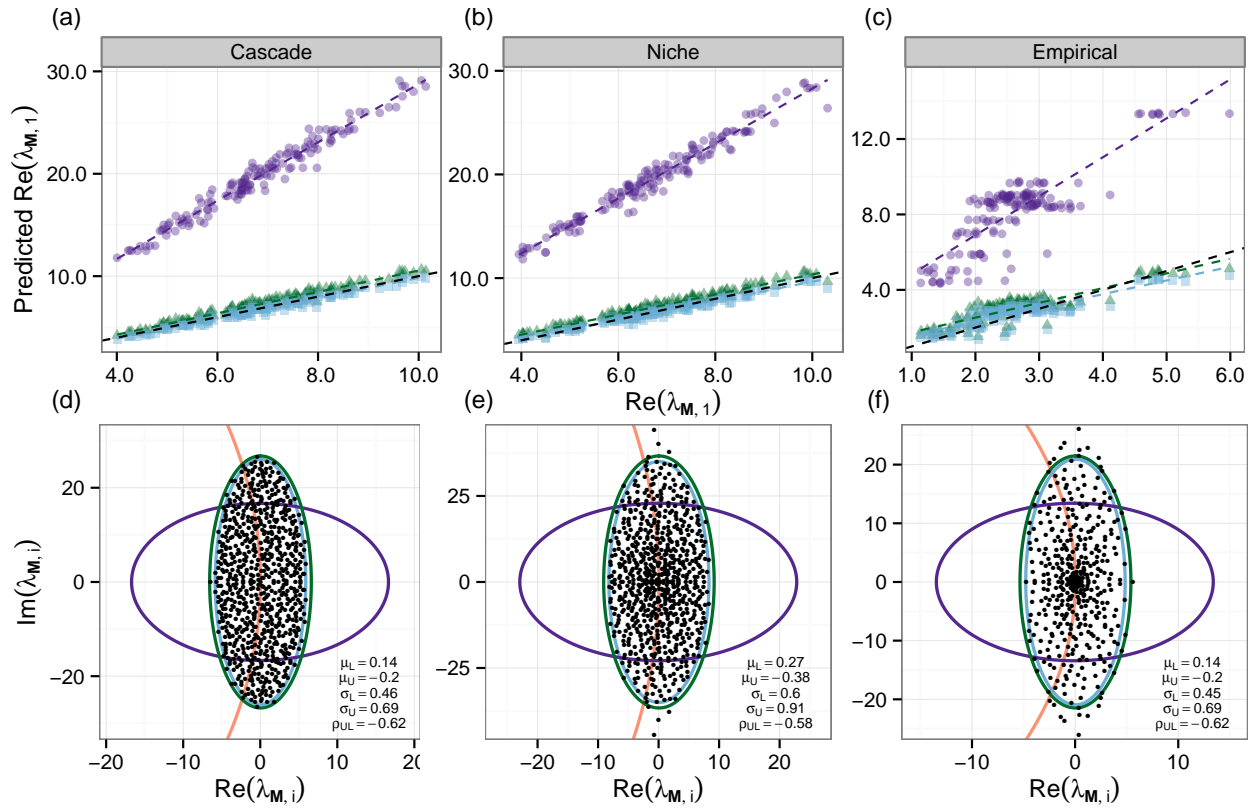 (a) (b) (c)
Cascade Niche Empirical
Predicted Re(λM, 1)
30.0
20.0
10.0
4.0 6.0 8.0 10.0
30.0
20.0
10.0
4.0 6.0 8.0 10.0
12.0
8.0
4.0
1.0 2.0 3.0 4.0 5.0 6.0
Re(λM, 1)
(d) (e) (f)
Im(λM, i)
20
0
−20
−20 −10 0 10 20
μL = 0.14
μU = −0.2
σL = 0.46
σU = 0.69
ρUL = −0.62
Re(λM, i)
25
0
−25
−20 −10 0 10 20
μL = 0.27
μU = −0.38
σL = 0.6
σU = 0.91
ρUL = −0.58
Re(λM, i)
20
10
0
−10
−20
−10 0 10
μL = 0.14
μU = −0.2
σL = 0.45
σU = 0.69
ρUL = −0.62
Re(λM, i)